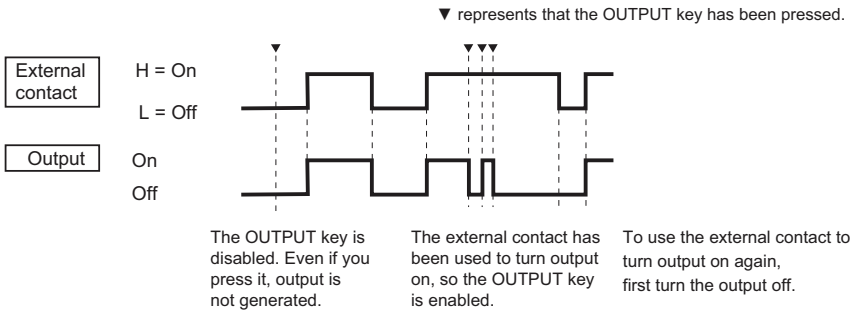 ▼ represents that the OUTPUT key has been pressed.
External
contact
H = On
L = Off
Output
On
Off
The OUTPUT key is
disabled. Even if you
press it, output is
not generated.
The external contact has
been used to turn output
on, so the OUTPUT key
is enabled.
To use the external contact to
turn output on again,
first turn the output off.